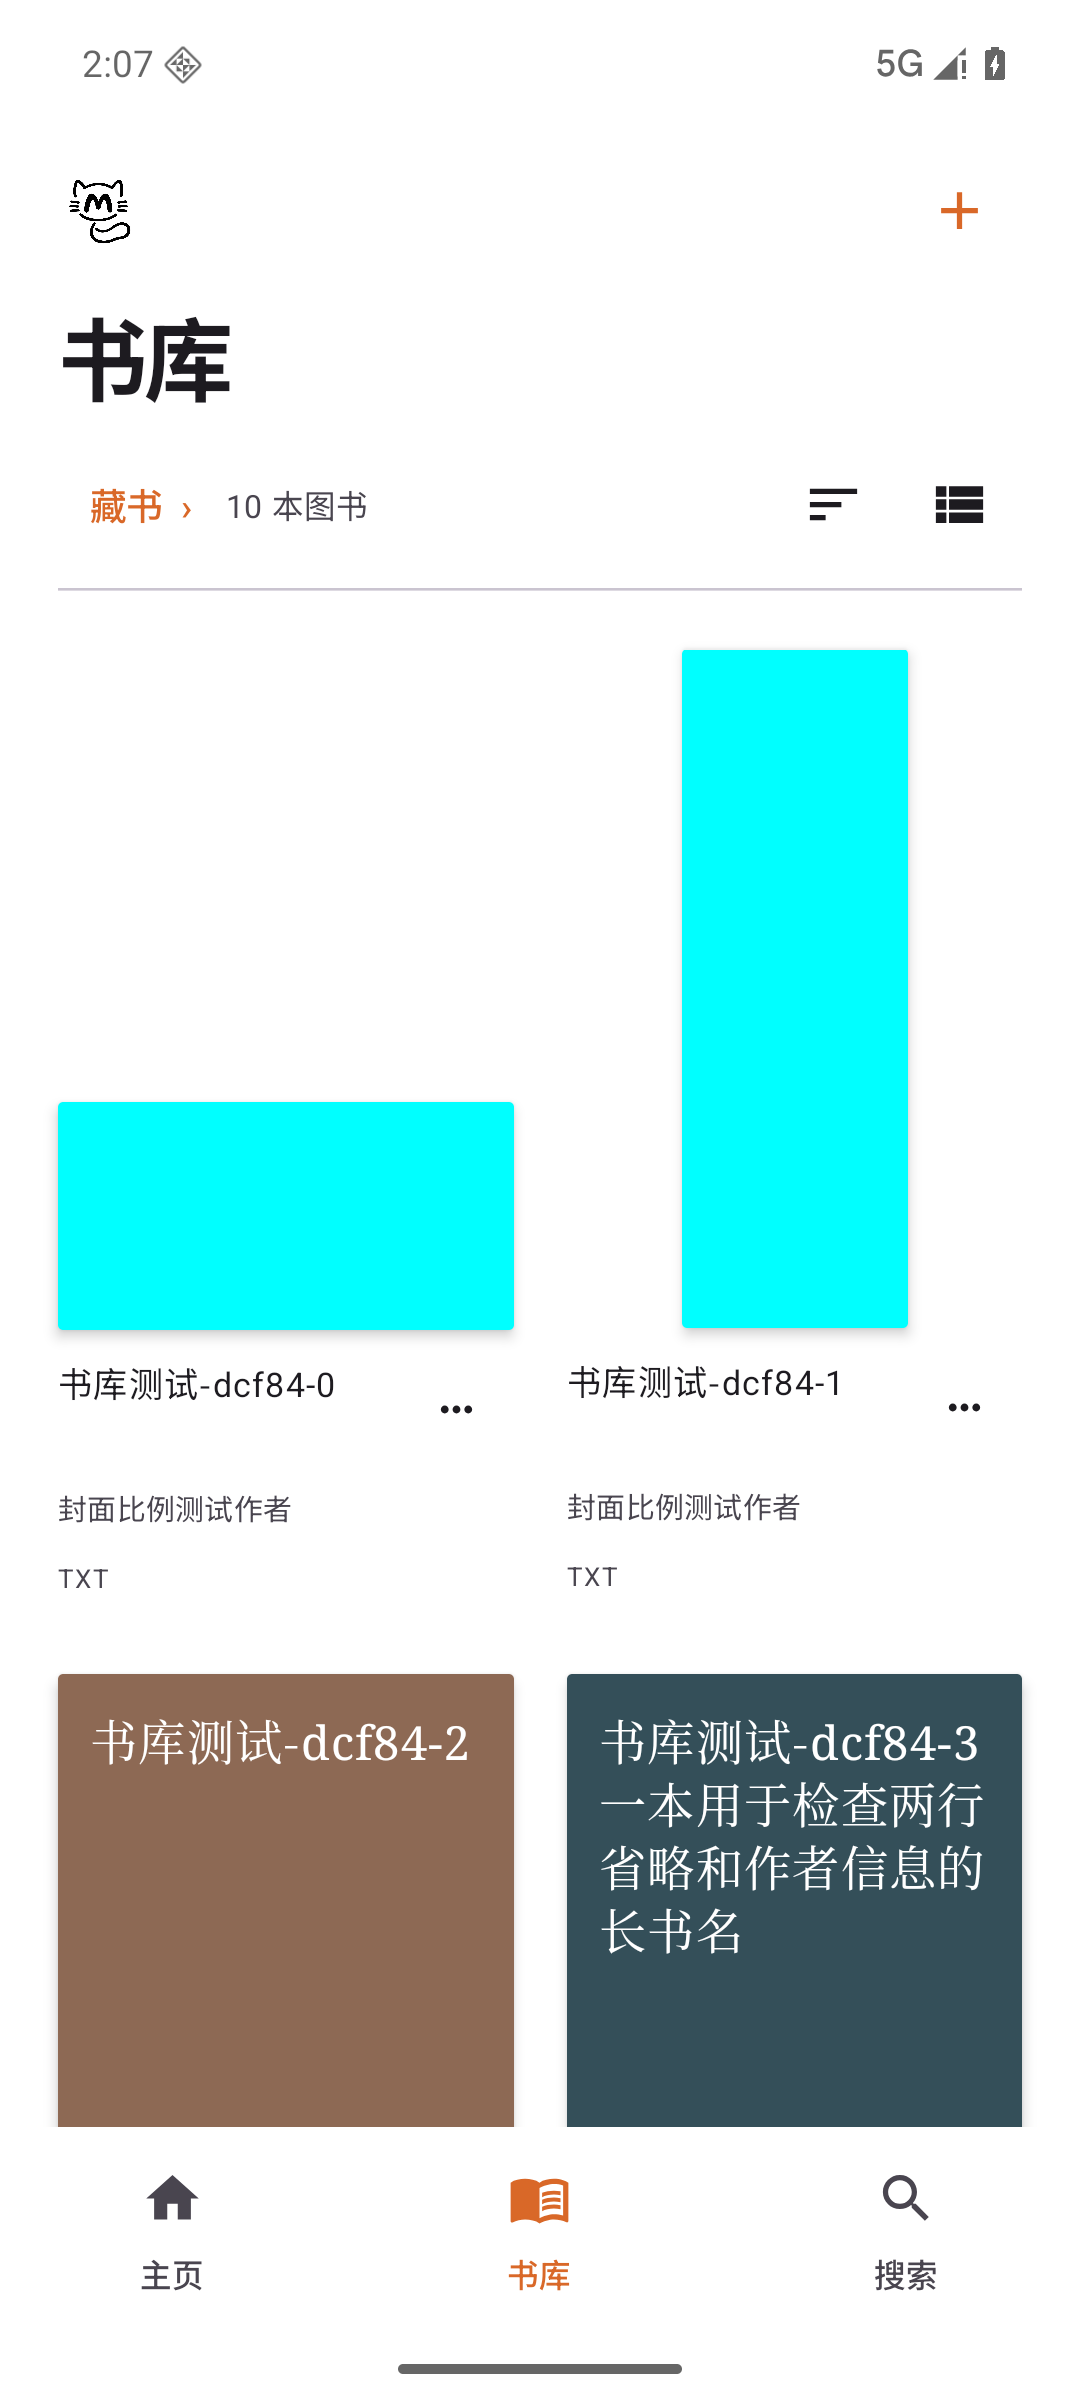 2:07
5G
书库
藏书 › 10 本图书
书库测试-dcf84-0
封面比例测试作者
TXT
书库测试-dcf84-1
封面比例测试作者
TXT
书库测试-dcf84-2
书库测试-dcf84-3
一本用于检查两行
省略和作者信息的
长书名
主页
书库
搜索